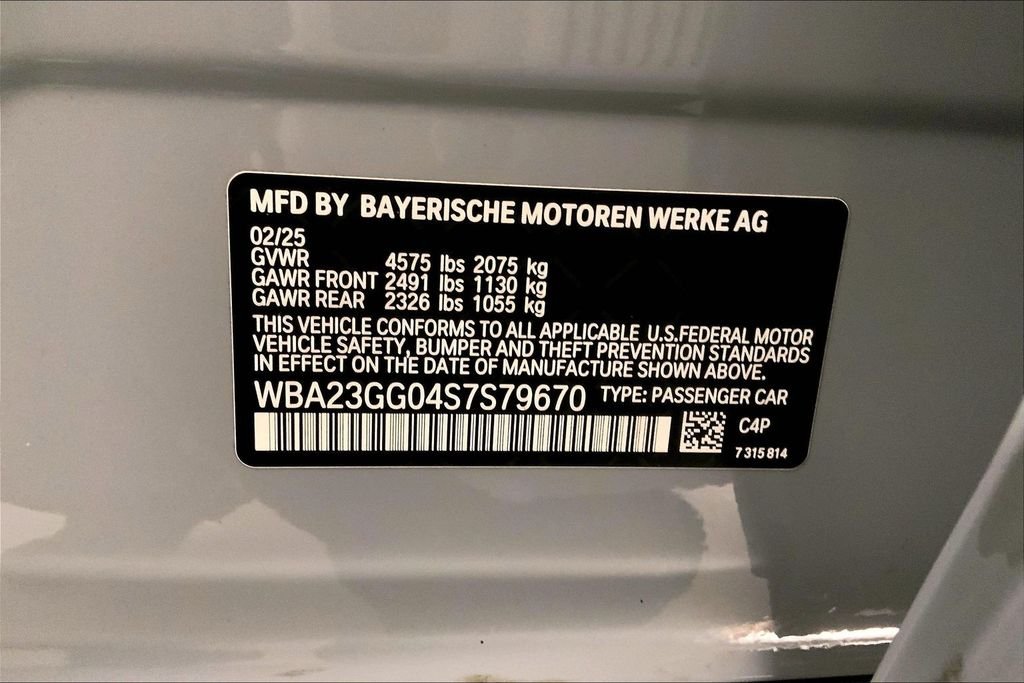 MFD BY BAYERISCHE MOTOREN WERKE AG
02/25
GVWR 4575 lbs 2075 kg
GAWR FRONT 2491 lbs 1130 kg
GAWR REAR 2326 lbs 1055 kg
THIS VEHICLE CONFORMS TO ALL APPLICABLE U.S.FEDERAL MOTOR
VEHICLE SAFETY, BUMPER AND THEFT PREVENTION STANDARDS
IN EFFECT ON THE DATE OF MANUFACTURE SHOWN ABOVE.
WBA23GG04S7S79670 TYPE: PASSENGER CAR
C4P
7 315 814